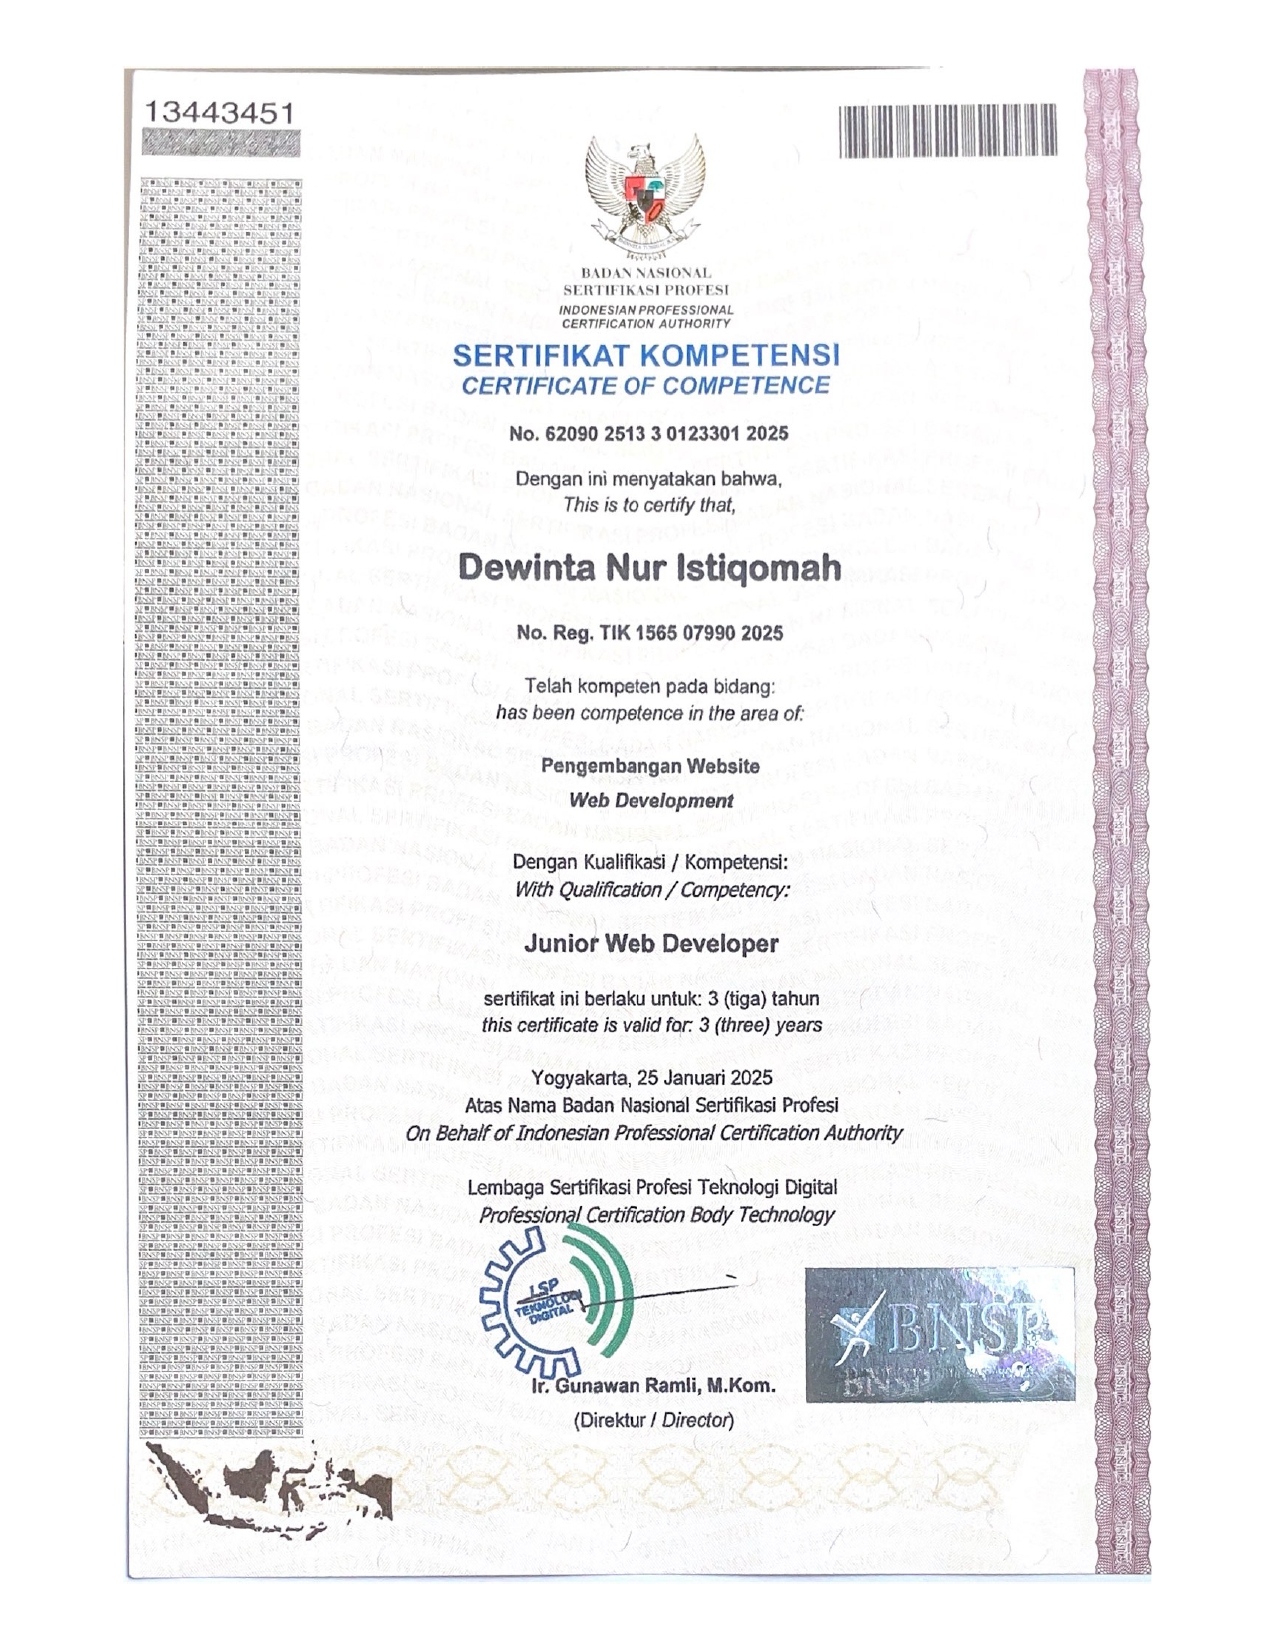 13443451
BADAN NASIONAL
SERTIFIKASI PROFESI
INDONESIAN PROFESSIONAL
CERTIFICATION AUTHORITY
SERTIFIKAT KOMPETENSI
CERTIFICATE OF COMPETENCE
No. 62090 2513 3 0123301 2025
Dengan ini menyatakan bahwa,
This is to certify that,
Dewinta Nur Istiqomah
No. Reg. TIK 1565 07990 2025
Telah kompeten pada bidang:
has been competence in the area of:
Pengembangan Website
Web Development
Dengan Kualifikasi / Kompetensi:
With Qualification / Competency:
Junior Web Developer
sertifikat ini berlaku untuk: 3 (tiga) tahun
this certificate is valid for: 3 (three) years
Yogyakarta, 25 Januari 2025
Atas Nama Badan Nasional Sertifikasi Profesi
On Behalf of Indonesian Professional Certification Authority
Lembaga Sertifikasi Profesi Teknologi Digital
Professional Certification Body Technology
LSP
TEKNOLOGI
DIGITAL
BNSP
Ir. Gunawan Ramli, M.Kom.
(Direktur / Director)